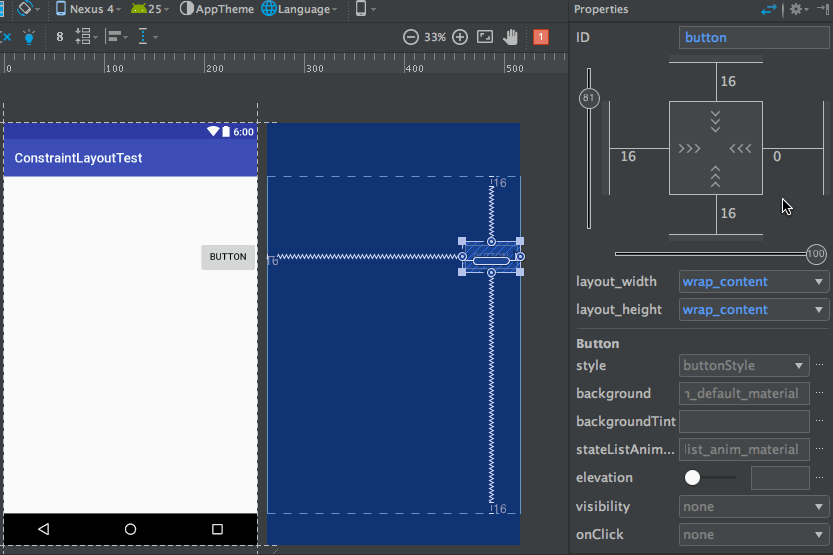 Nexus 4 25 AppTheme Language
Properties
8 33% 1
ID button
0 100 200 300 400 500
16
81
16 0
16
100
6:00
ConstraintLayoutTest
BUTTON
16
16
16
layout_width wrap_content
layout_height wrap_content
Button
style buttonStyle ...
background n_default_material ...
backgroundTint ...
stateListAnim... list_anim_material ...
elevation ...
visibility none
onClick none